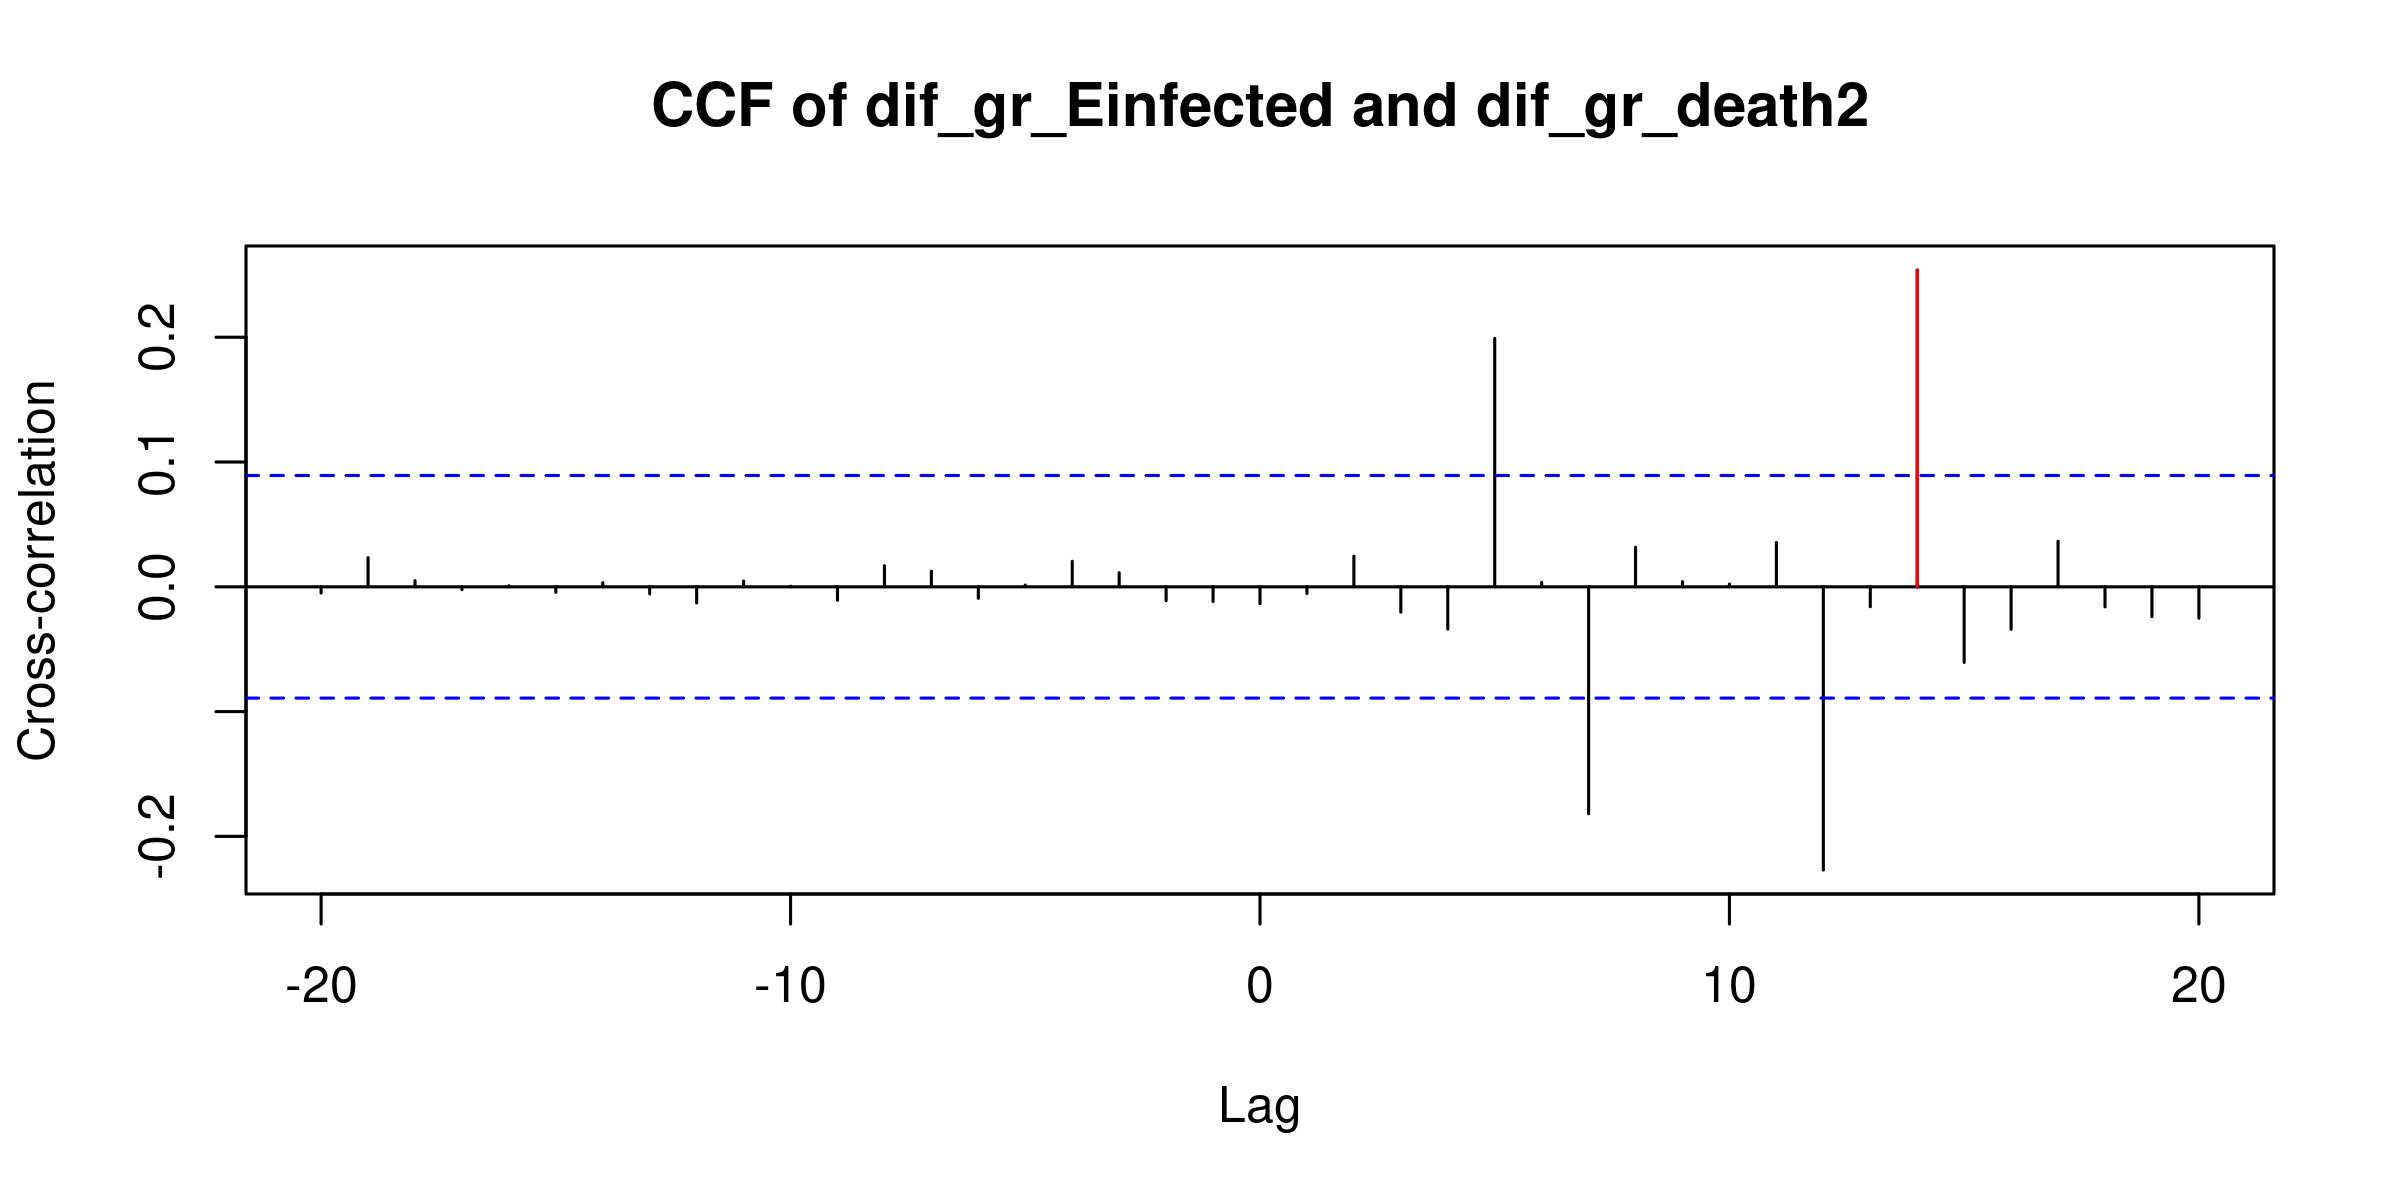 CCF of dif_gr_Einfected and dif_gr_death2
Cross-correlation
0.2
0.1
0.0
-0.2
-20 -10 0 10 20
Lag